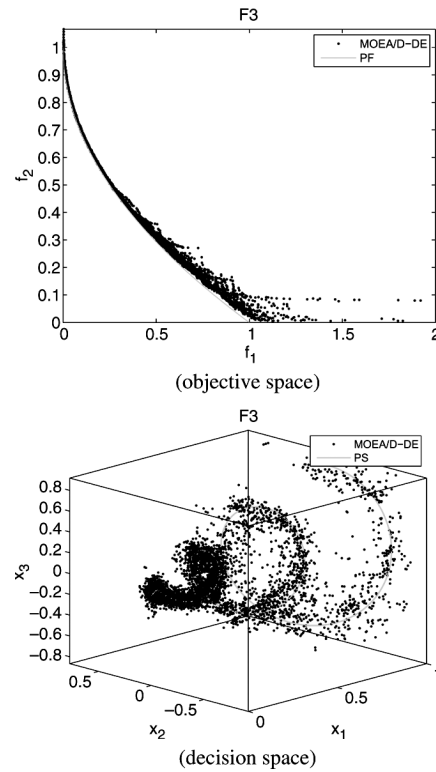 F3
MOEA/D-DE
PF
1
0.9
0.8
0.7
0.6
0.5
0.4
0.3
0.2
0.1
0
f2
0 0.5 1 1.5 2
f1
(objective space)
F3
MOEA/D-DE
PS
0.8
0.6
0.4
0.2
0
−0.2
−0.4
−0.6
−0.8
x3
0.5 0 −0.5
0 0.5
x2 x1
(decision space)